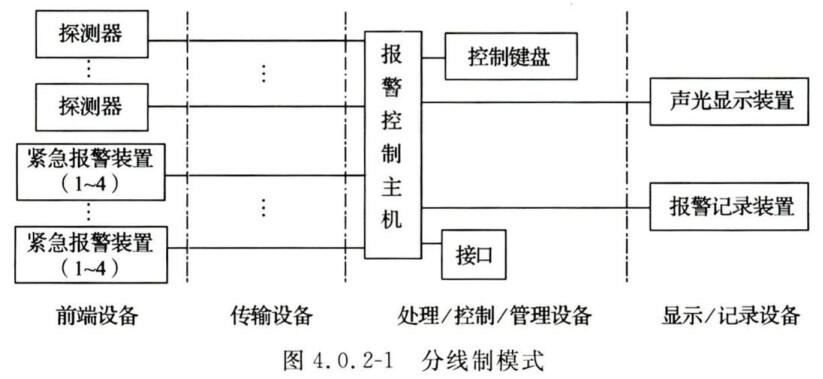 探测器
探测器
紧急报警装置
(1~4)
紧急报警装置
(1~4)
报警控制主机
控制键盘
接口
声光显示装置
报警记录装置
前端设备
传输设备
处理/控制/管理设备
显示/记录设备
图 4.0.2-1 分线制模式